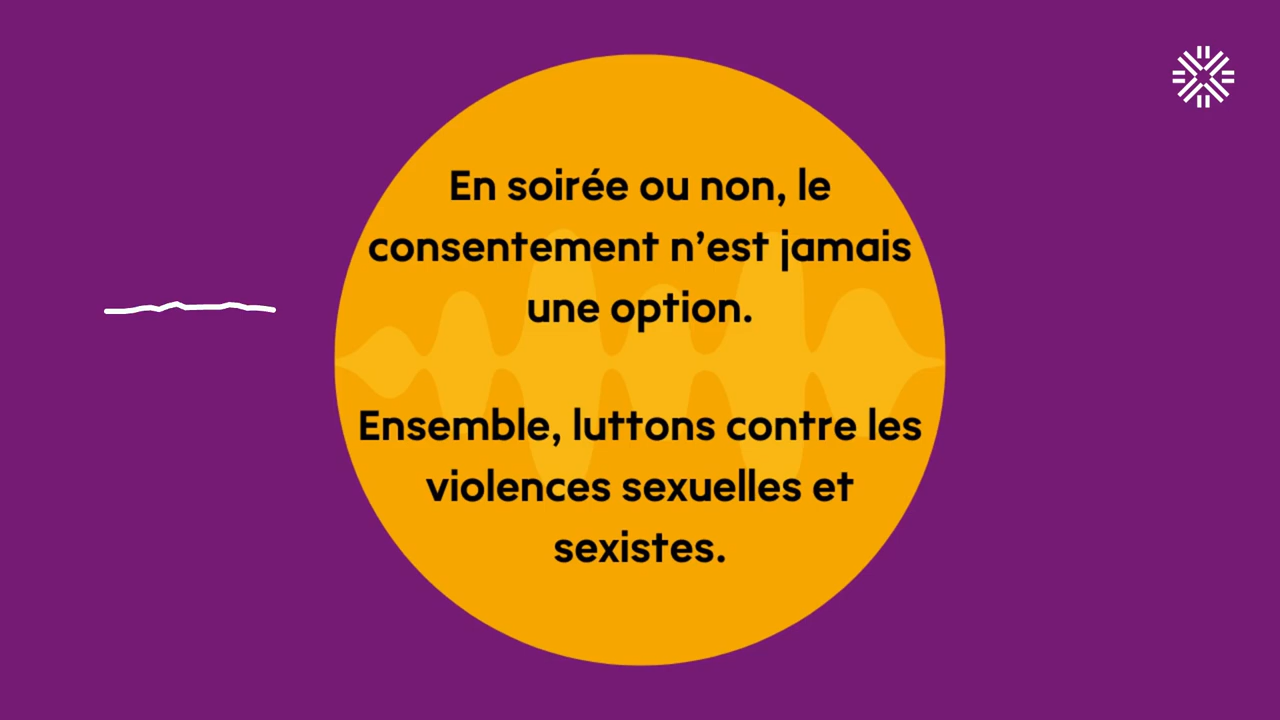 En soirée ou non, le
consentement n’est jamais
une option.
Ensemble, luttons contre les
violences sexuelles et
sexistes.